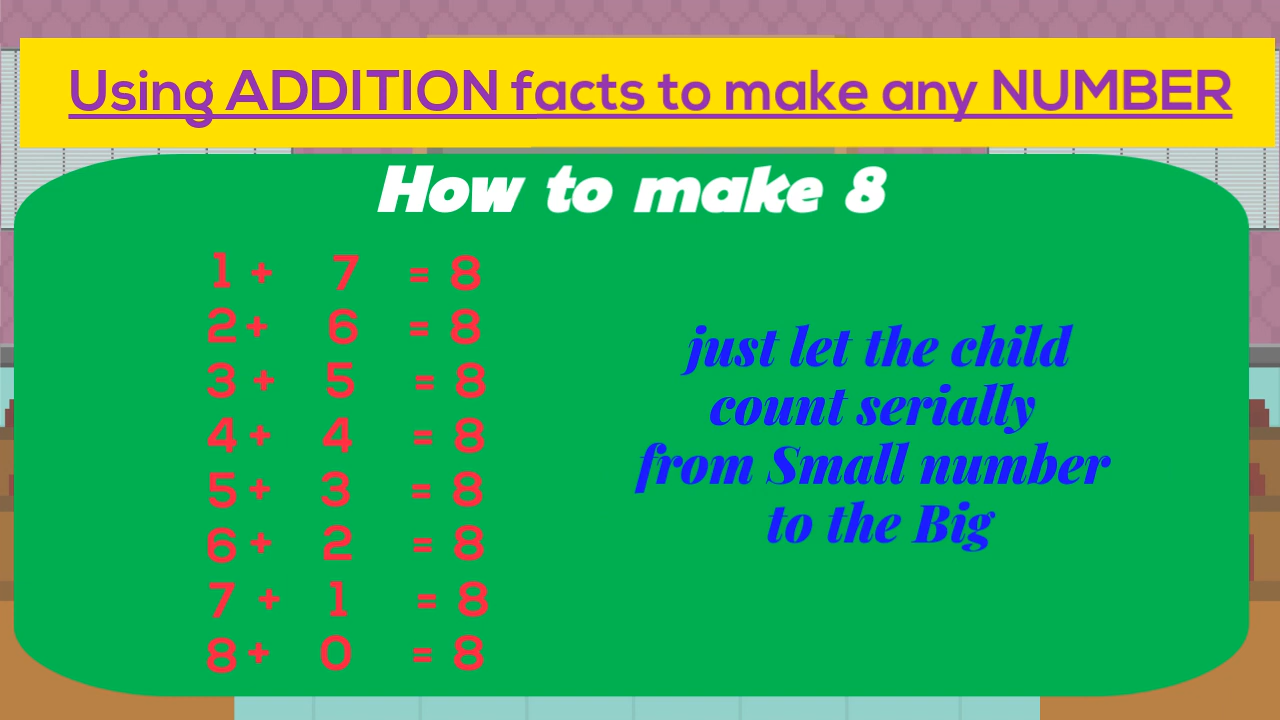 Using ADDITION facts to make any NUMBER
How to make 8
1 + 7 = 8
2 + 6 = 8
3 + 5 = 8
4 + 4 = 8
5 + 3 = 8
6 + 2 = 8
7 + 1 = 8
8 + 0 = 8
just let the child
count serially
from Small number
to the Big